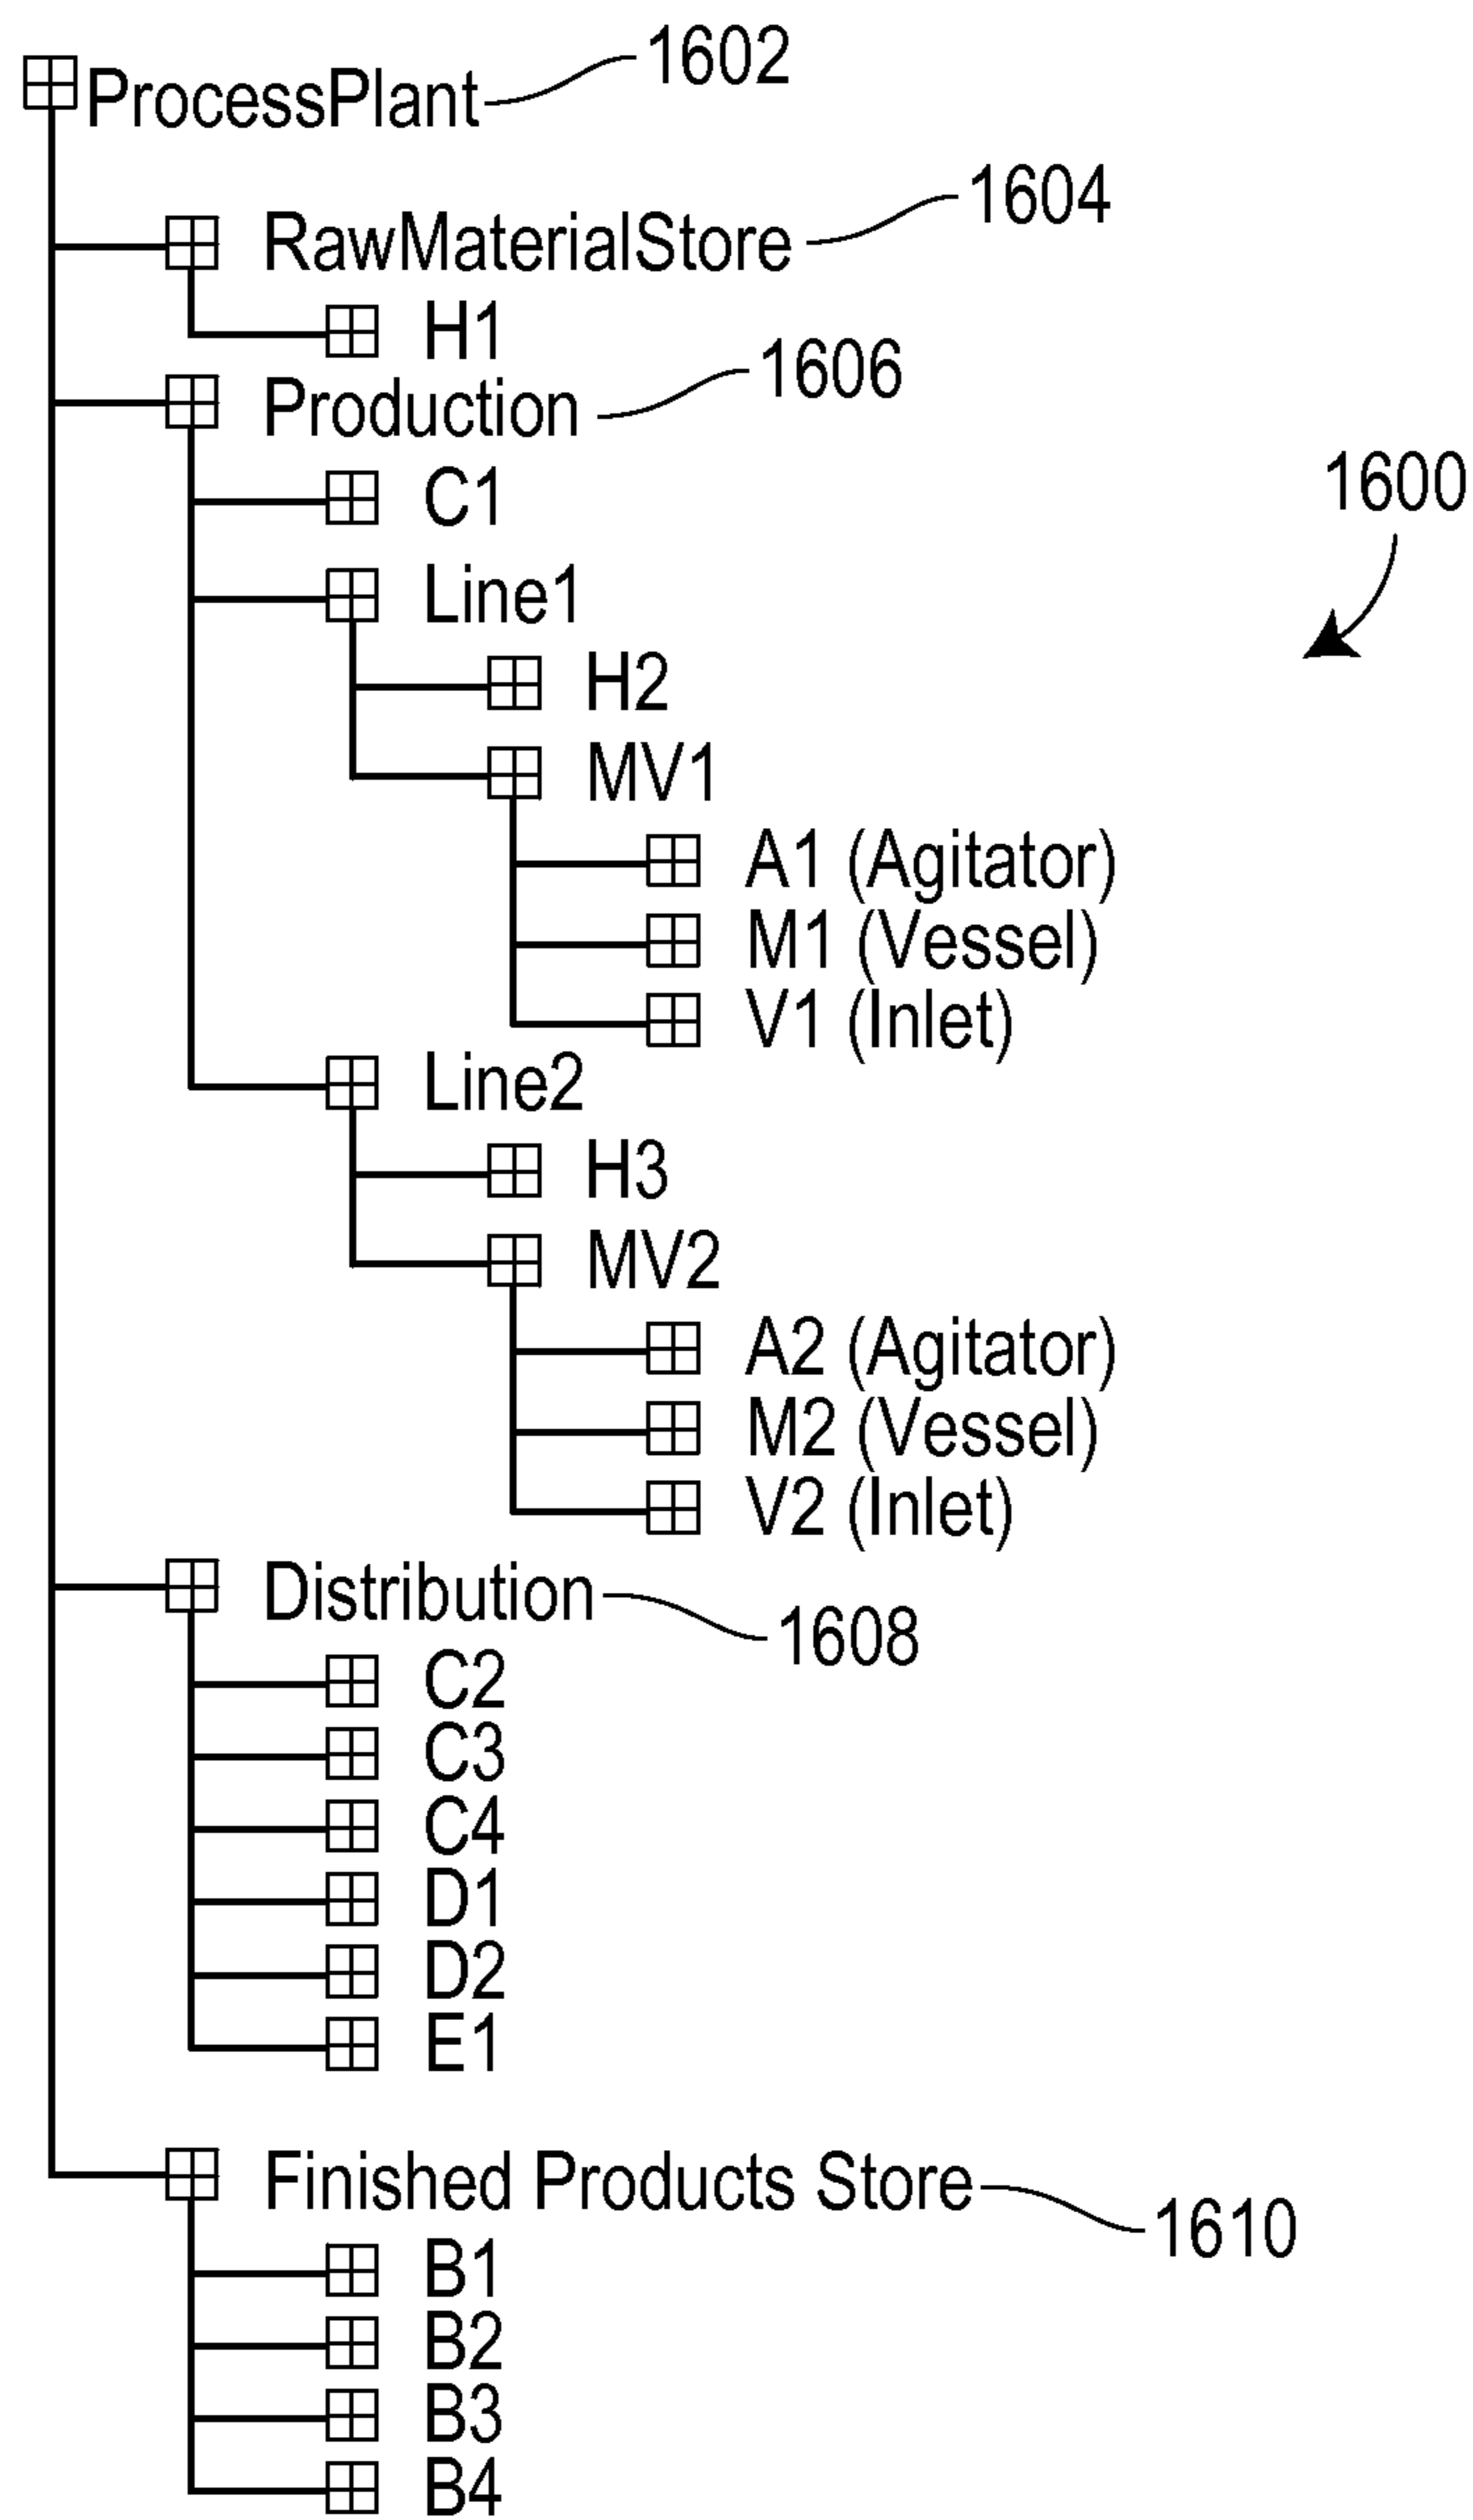 ProcessPlant 1602
RawMaterialStore 1604
H1
Production 1606
C1
1600
Line1
H2
MV1
A1 (Agitator)
M1 (Vessel)
V1 (Inlet)
Line2
H3
MV2
A2 (Agitator)
M2 (Vessel)
V2 (Inlet)
Distribution 1608
C2
C3
C4
D1
D2
E1
Finished Products Store 1610
B1
B2
B3
B4